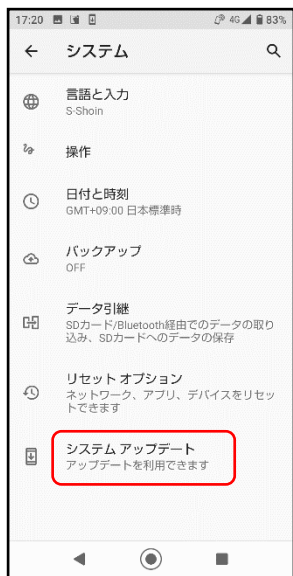 17:20 4G 83%
システム
言語と入力
S-Shoin
操作
日付と時刻
GMT+09:00 日本標準時
バックアップ
OFF
データ引継
SDカード/Bluetooth経由でのデータの取り
込み、SDカードへのデータの保存
リセット オプション
ネットワーク、アプリ、デバイスをリセッ
トできます
システム アップデート
アップデートを利用できます